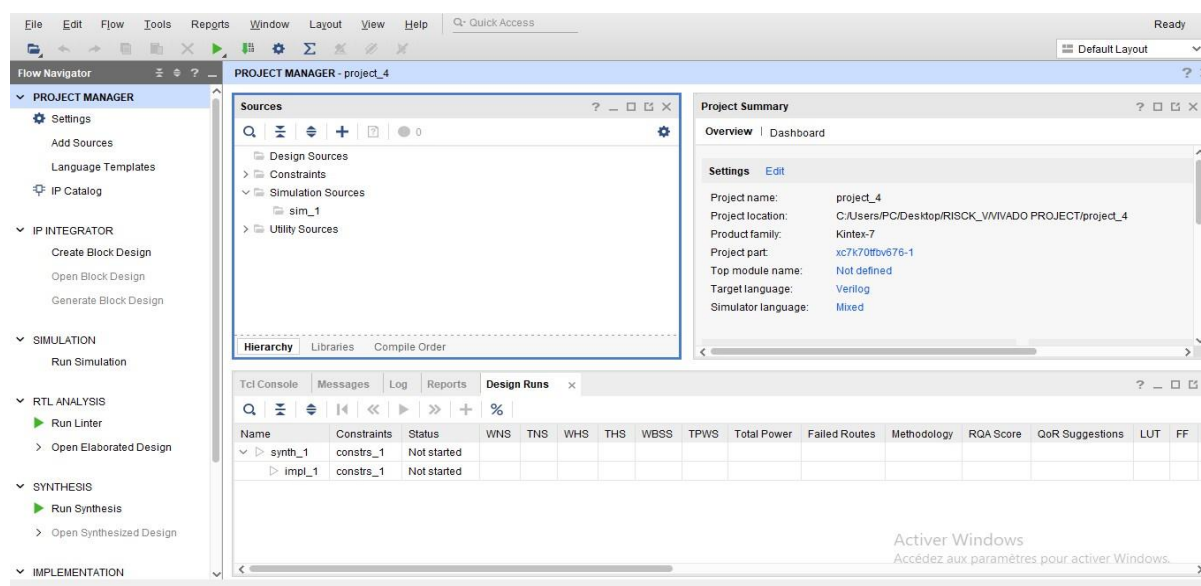 File Edit Flow Tools Reports Window Layout View Help Q- Quick Access Ready
Default Layout
Flow Navigator
PROJECT MANAGER - project_4
PROJECT MANAGER
Settings
Add Sources
Language Templates
IP Catalog
IP INTEGRATOR
Create Block Design
Open Block Design
Generate Block Design
SIMULATION
Run Simulation
RTL ANALYSIS
Run Linter
Open Elaborated Design
SYNTHESIS
Run Synthesis
Open Synthesized Design
IMPLEMENTATION
Sources
0
Design Sources
Constraints
Simulation Sources
sim_1
Utility Sources
Hierarchy Libraries Compile Order
Project Summary
Overview | Dashboard
Settings Edit
Project name: project_4
Project location: C:/Users/PC/Desktop/RISCK_V/VIVADO PROJECT/project_4
Product family: Kintex-7
Project part: xc7k70tfbv676-1
Top module name: Not defined
Target language: Verilog
Simulator language: Mixed
Tcl Console Messages Log Reports Design Runs
Name Constraints Status WNS TNS WHS THS WBSS TPWS Total Power Failed Routes Methodology RQA Score QoR Suggestions LUT FF
synth_1 constrs_1 Not started
impl_1 constrs_1 Not started
Activer Windows
Accédez aux paramètres pour activer Windows.